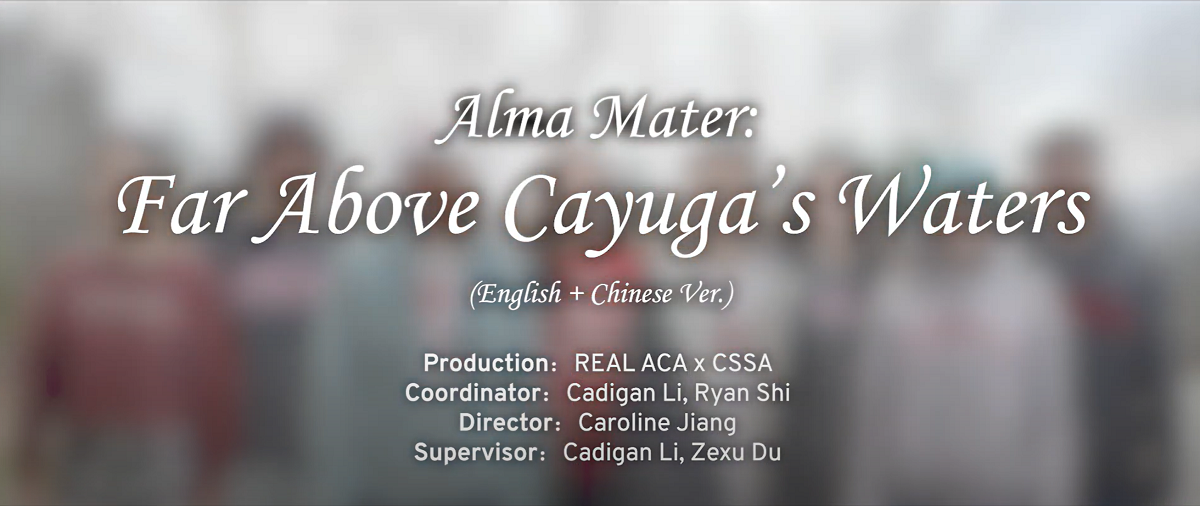 Alma Mater:
Far Above Cayuga’s Waters
(English + Chinese Ver.)
Production：REAL ACA x CSSA
Coordinator：Cadigan Li, Ryan Shi
Director：Caroline Jiang
Supervisor：Cadigan Li, Zexu Du